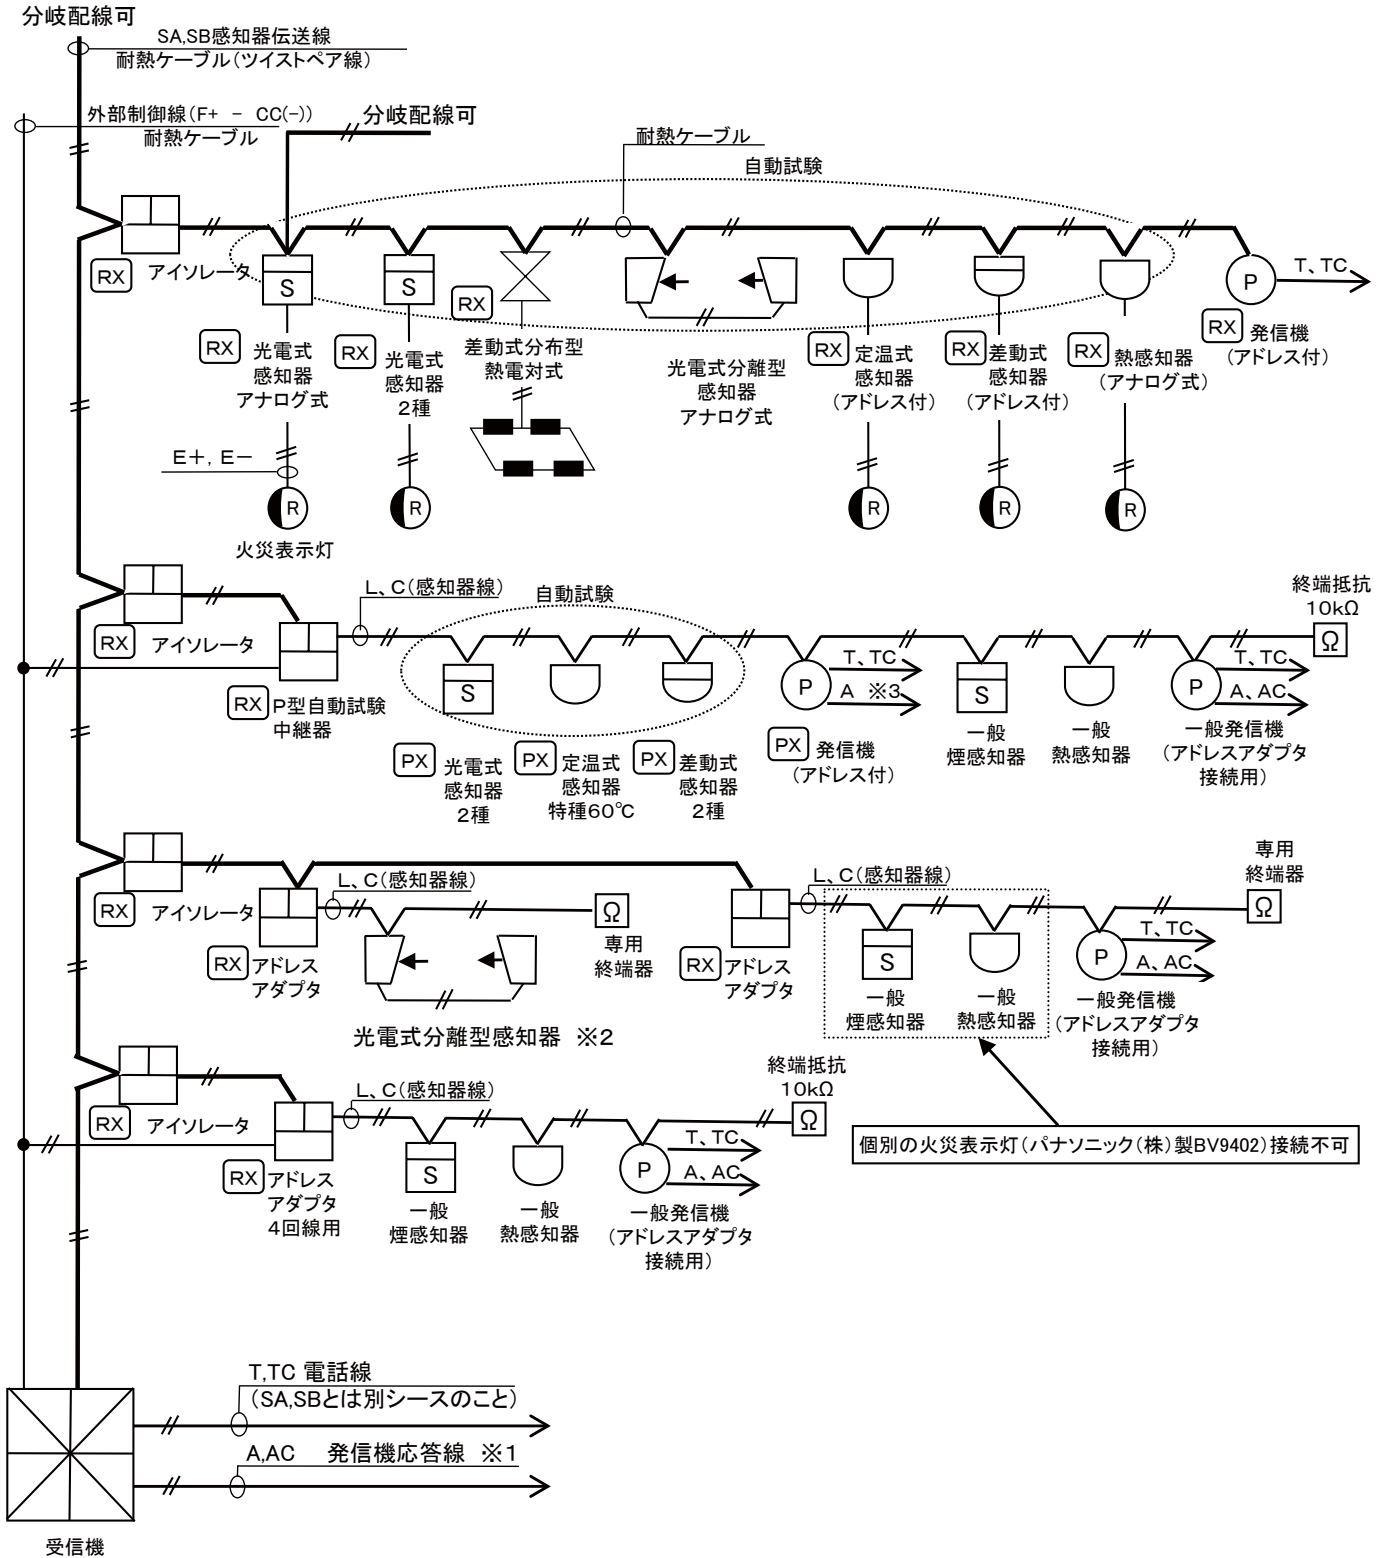 分岐配線可
SA,SB感知器伝送線
耐熱ケーブル(ツイストペア線)
外部制御線(F+ － CC(-))
耐熱ケーブル
分岐配線可
耐熱ケーブル
自動試験
RX アイソレータ
S
S
RX
P
T、TC
RX 光電式
感知器
アナログ式
RX 光電式
感知器
2種
差動式分布型
熱電対式
光電式分離型
感知器
アナログ式
RX 定温式
感知器
(アドレス付)
RX 差動式
感知器
(アドレス付)
RX 熱感知器
(アナログ式)
RX 発信機
(アドレス付)
E＋, E－
R
R
R
R
R
火災表示灯
RX アイソレータ
L、C(感知器線)
自動試験
終端抵抗
10kΩ
Ω
S
P
T、TC
A ※3
S
P
T、TC
A、AC
RX P型自動試験
中継器
PX 光電式
感知器
2種
PX 定温式
感知器
特種60℃
PX 差動式
感知器
2種
PX 発信機
(アドレス付)
一般
煙感知器
一般
熱感知器
一般発信機
(アドレスアダプタ
接続用)
RX アイソレータ
L、C(感知器線)
Ω
専用
終端器
RX アドレス
アダプタ
光電式分離型感知器 ※2
RX アドレス
アダプタ
L、C(感知器線)
専用
終端器
Ω
S
P
T、TC
A、AC
一般
煙感知器
一般
熱感知器
一般発信機
(アドレスアダプタ
接続用)
個別の火災表示灯(パナソニック(株)製BV9402)接続不可
RX アイソレータ
L、C(感知器線)
終端抵抗
10kΩ
Ω
S
P
T、TC
A、AC
RX アドレス
アダプタ
4回線用
一般
煙感知器
一般
熱感知器
一般発信機
(アドレスアダプタ
接続用)
T,TC 電話線
(SA,SBとは別シースのこと)
A,AC 発信機応答線 ※1
受信機